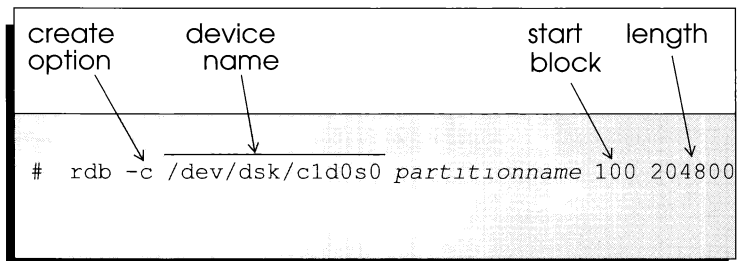 create device start length
option name block
# rdb -c /dev/dsk/c1d0s0 partitionname 100 204800